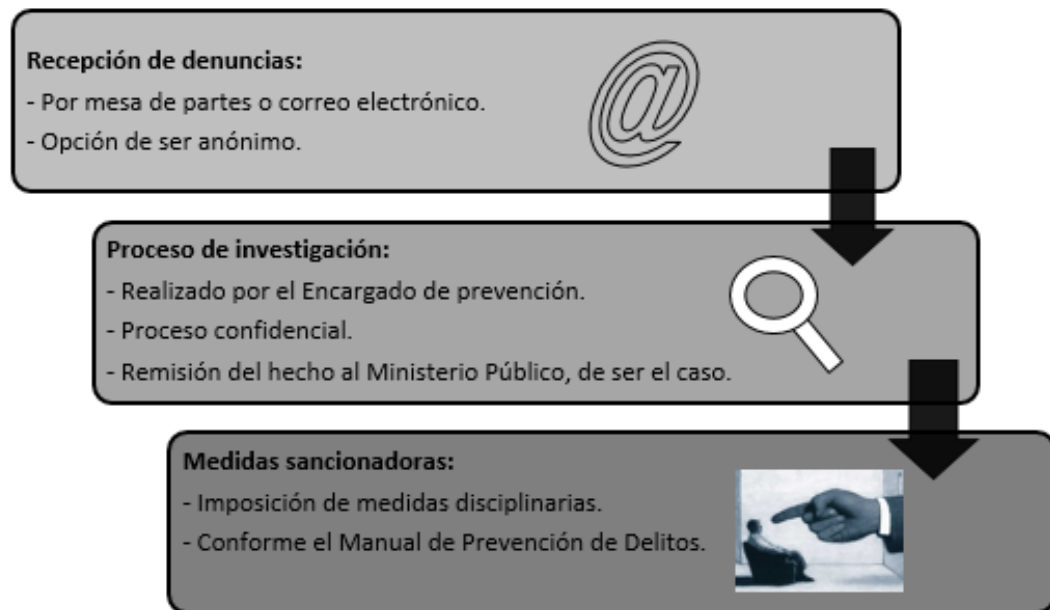 Recepción de denuncias:
- Por mesa de partes o correo electrónico.
- Opción de ser anónimo.
@
Proceso de investigación:
- Realizado por el Encargado de prevención.
- Proceso confidencial.
- Remisión del hecho al Ministerio Público, de ser el caso.
Medidas sancionadoras:
- Imposición de medidas disciplinarias.
- Conforme el Manual de Prevención de Delitos.